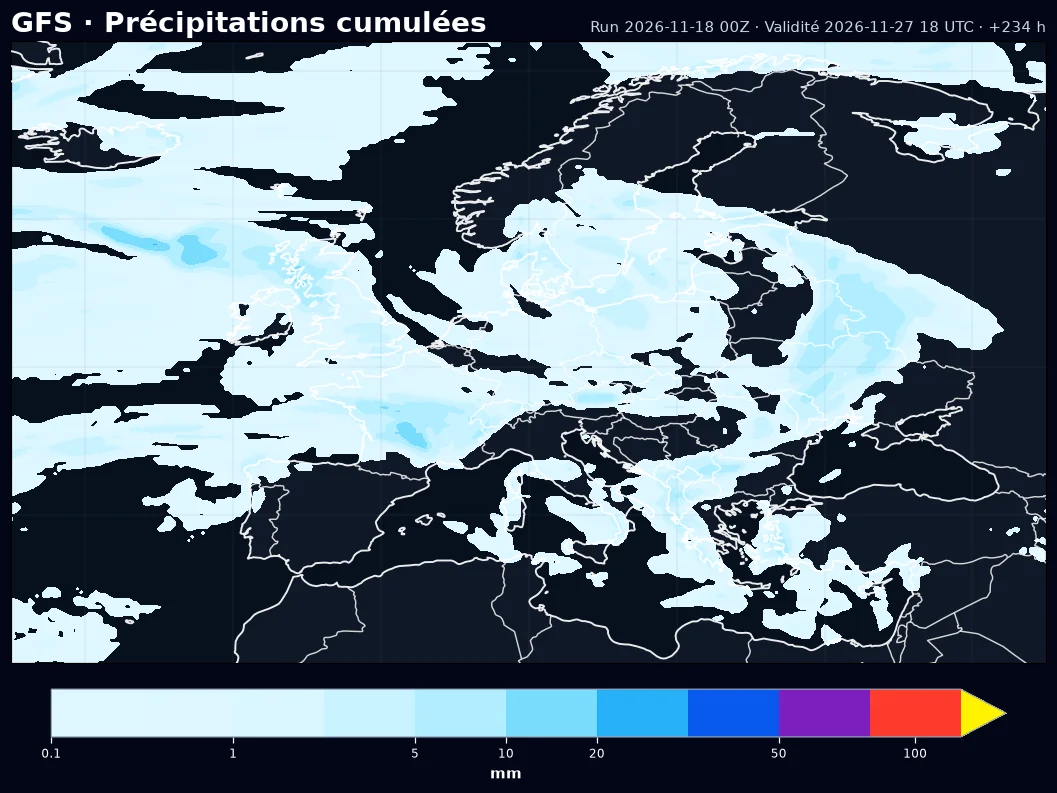 GFS · Précipitations cumulées
Run 2026-11-18 00Z · Validité 2026-11-27 18 UTC · +234 h
0.1 1 5 10 20 50 100
mm